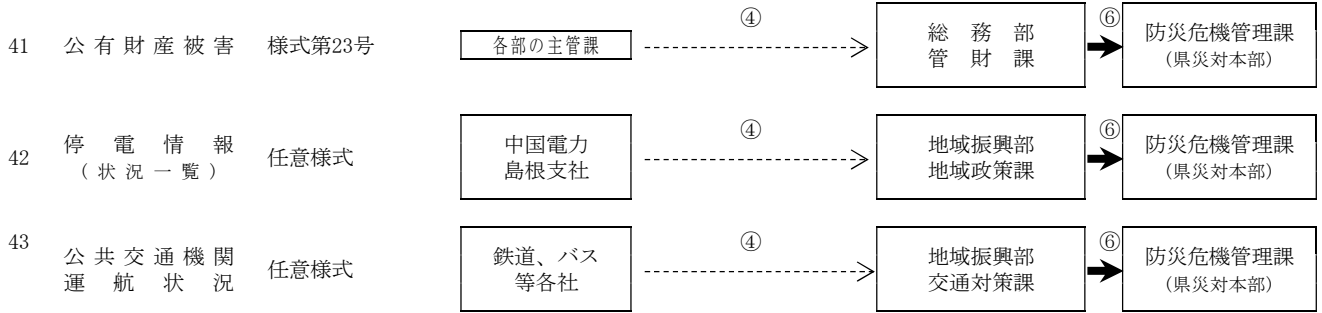 ④ ⑥
41 公有財産被害 様式第23号 各部の主管課 総務部 防災危機管理課
管財課 (県災対本部)
④ ⑥
42 停電情報 任意様式 中国電力 地域振興部 防災危機管理課
(状況一覧) 島根支社 地域政策課 (県災対本部)
④ ⑥
43 公共交通機関 任意様式 鉄道、バス 地域振興部 防災危機管理課
運航状況 等各社 交通対策課 (県災対本部)